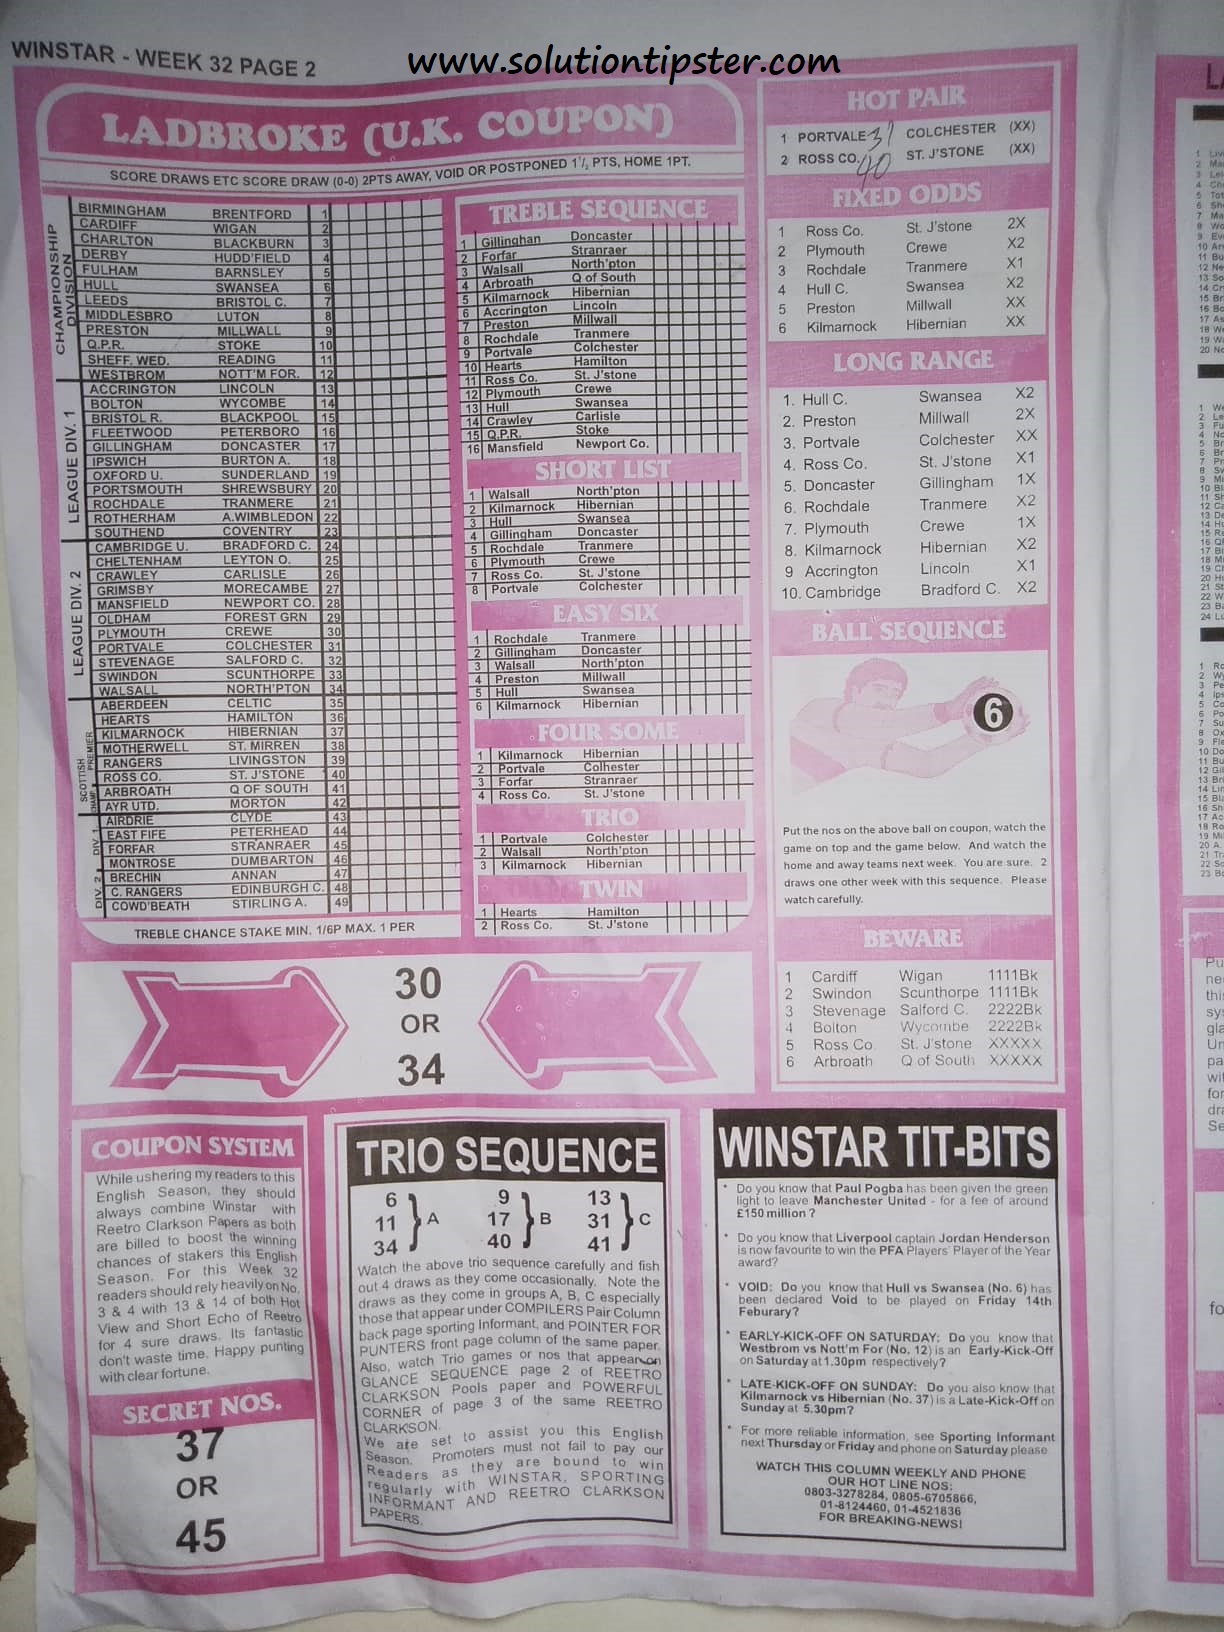 www.solutiontipster.com
WINSTAR - WEEK 32 PAGE 2
LADBROKE (U.K. COUPON)
SCORE DRAWS ETC SCORE DRAW (0-0) 2PTS AWAY, VOID OR POSTPONED 1½ PTS, HOME 1PT.
CHAMPIONSHIP DIVISION
BIRMINGHAM BRENTFORD 1
CARDIFF WIGAN 2
CHARLTON BLACKBURN 3
DERBY HUDD'FIELD 4
FULHAM BARNSLEY 5
HULL SWANSEA 6
LEEDS BRISTOL C. 7
MIDDLESBRO LUTON 8
PRESTON MILLWALL 9
Q.P.R. STOKE 10
SHEFF. WED. READING 11
WESTBROM NOTT'M FOR. 12
LEAGUE DIV. 1
ACCRINGTON LINCOLN 13
BOLTON WYCOMBE 14
BRISTOL R. BLACKPOOL 15
FLEETWOOD PETERBORO 16
GILLINGHAM DONCASTER 17
IPSWICH BURTON A. 18
OXFORD U. SUNDERLAND 19
PORTSMOUTH SHREWSBURY 20
ROCHDALE TRANMERE 21
ROTHERHAM A.WIMBLEDON 22
SOUTHEND COVENTRY 23
LEAGUE DIV. 2
CAMBRIDGE U. BRADFORD C. 24
CHELTENHAM LEYTON O. 25
CRAWLEY CARLISLE 26
GRIMSBY MORECAMBE 27
MANSFIELD NEWPORT CO. 28
OLDHAM FOREST GRN 29
PLYMOUTH CREWE 30
PORTVALE COLCHESTER 31
STEVENAGE SALFORD C. 32
SWINDON SCUNTHORPE 33
WALSALL NORTH'PTON 34
SCOTTISH PREMIER
ABERDEEN CELTIC 35
HEARTS HAMILTON 36
KILMARNOCK HIBERNIAN 37
MOTHERWELL ST. MIRREN 38
RANGERS LIVINGSTON 39
ROSS CO. ST. J'STONE 40
CHAMP.
ARBROATH Q OF SOUTH 41
AYR UTD. MORTON 42
DIV. 1
AIRDRIE CLYDE 43
EAST FIFE PETERHEAD 44
FORFAR STRANRAER 45
MONTROSE DUMBARTON 46
DIV. 2
BRECHIN ANNAN 47
C. RANGERS EDINBURGH C. 48
COWD'BEATH STIRLING A. 49
TREBLE CHANCE STAKE MIN. 1/6P MAX. 1 PER
TREBLE SEQUENCE
1 Gillinghan Doncaster
2 Forfar Stranraer
3 Walsall North'pton
4 Arbroath Q of South
5 Kilmarnock Hibernian
6 Accrington Lincoln
7 Preston Millwall
8 Rochdale Tranmere
9 Portvale Colchester
10 Hearts Hamilton
11 Ross Co. St. J'stone
12 Plymouth Crewe
13 Hull Swansea
14 Crawley Carlisle
15 Q.P.R. Stoke
16 Mansfield Newport Co.
SHORT LIST
1 Walsall North'pton
2 Kilmarnock Hibernian
3 Hull Swansea
4 Gillingham Doncaster
5 Rochdale Tranmere
6 Plymouth Crewe
7 Ross Co. St. J'stone
8 Portvale Colchester
EASY SIX
1 Rochdale Tranmere
2 Gillingham Doncaster
3 Walsall North'pton
4 Preston Millwall
5 Hull Swansea
6 Kilmarnock Hibernian
FOUR SOME
1 Kilmarnock Hibernian
2 Portvale Colhester
3 Forfar Stranraer
4 Ross Co. St. J'stone
TRIO
1 Portvale Colchester
2 Walsall North'pton
3 Kilmarnock Hibernian
TWIN
1 Hearts Hamilton
2 Ross Co. St. J'stone
HOT PAIR
1 PORTVALE 31 COLCHESTER (XX)
2 ROSS CO. 40 ST. J'STONE (XX)
FIXED ODDS
1 Ross Co. St. J'stone 2X
2 Plymouth Crewe X2
3 Rochdale Tranmere X1
4 Hull C. Swansea X2
5 Preston Millwall XX
6 Kilmarnock Hibernian XX
LONG RANGE
1. Hull C. Swansea X2
2. Preston Millwall 2X
3. Portvale Colchester XX
4. Ross Co. St. J'stone X1
5. Doncaster Gillingham 1X
6. Rochdale Tranmere X2
7. Plymouth Crewe 1X
8. Kilmarnock Hibernian X2
9 Accrington Lincoln X1
10. Cambridge Bradford C. X2
BALL SEQUENCE
6
Put the nos on the above ball on coupon, watch the
game on top and the game below. And watch the
home and away teams next week. You are sure. 2
draws one other week with this sequence. Please
watch carefully.
BEWARE
1 Cardiff Wigan 1111Bk
2 Swindon Scunthorpe 1111Bk
3 Stevenage Salford C. 2222Bk
4 Bolton Wycombe 2222Bk
5 Ross Co. St. J'stone XXXXX
6 Arbroath Q of South XXXXX
30
OR
34
COUPON SYSTEM
While ushering my readers to this
English Season, they should
always combine Winstar with
Reetro Clarkson Papers as both
are billed to boost the winning
chances of stakers this English
Season. For this Week 32
readers should rely heavily on No.
3 & 4 with 13 & 14 of both Hot
View and Short Echo of Reetro
for 4 sure draws. Its fantastic
don't waste time. Happy punting
with clear fortune.
SECRET NOS.
37
OR
45
TRIO SEQUENCE
6 9 13
11 A 17 B 31 C
34 40 41
Watch the above trio sequence carefully and fish
out 4 draws as they come occasionally. Note the
draws as they come in groups A, B, C especially
those that appear under COMPILERS Pair Column
back page sporting Informant, and POINTER FOR
PUNTERS front page column of the same paper.
Also, watch Trio games or nos that appear on
GLANCE SEQUENCE page 2 of REETRO
CLARKSON Pools paper and POWERFUL
CORNER of page 3 of the same REETRO
CLARKSON.
We are set to assist you this English
Season. Promoters must not fail to pay our
Readers as they are bound to win
regularly with WINSTAR, SPORTING
INFORMANT AND REETRO CLARKSON
PAPERS.
WINSTAR TIT-BITS
* Do you know that Paul Pogba has been given the green
light to leave Manchester United - for a fee of around
£150 million ?
* Do you know that Liverpool captain Jordan Henderson
is now favourite to win the PFA Players' Player of the Year
award?
* VOID: Do you know that Hull vs Swansea (No. 6) has
been declared Void to be played on Friday 14th
Feburary?
* EARLY-KICK-OFF ON SATURDAY: Do you know that
Westbrom vs Nott'm For (No. 12) is an Early-Kick-Off
on Saturday at 1.30pm respectively?
* LATE-KICK-OFF ON SUNDAY: Do you also know that
Kilmarnock vs Hibernian (No. 37) is a Late-Kick-Off on
Sunday at 5.30pm?
* For more reliable information, see Sporting Informant
next Thursday or Friday and phone on Saturday please
WATCH THIS COLUMN WEEKLY AND PHONE
OUR HOT LINE NOS:
0803-3278284, 0805-6705866,
01-8124460, 01-4521836
FOR BREAKING-NEWS!